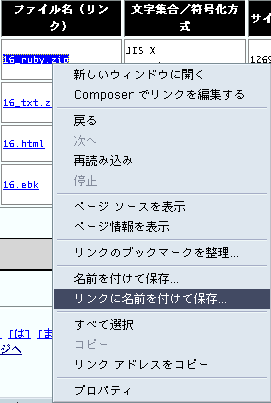 ファイル名（リン
ク）
文字集合／符号化方
式
サイ
JIS X
16_ruby.zip
1269
16_txt.z
16.html
16.ebk
新しいウィンドウに開く
Composer でリンクを編集する
戻る
次へ
再読み込み
停止
ページ ソースを表示
ページ情報を表示
リンクのブックマークを整理...
名前を付けて保存...
リンクに名前を付けて保存...
すべて選択
コピー
リンク アドレスをコピー
プロパティ
[は] [ま
ジへ